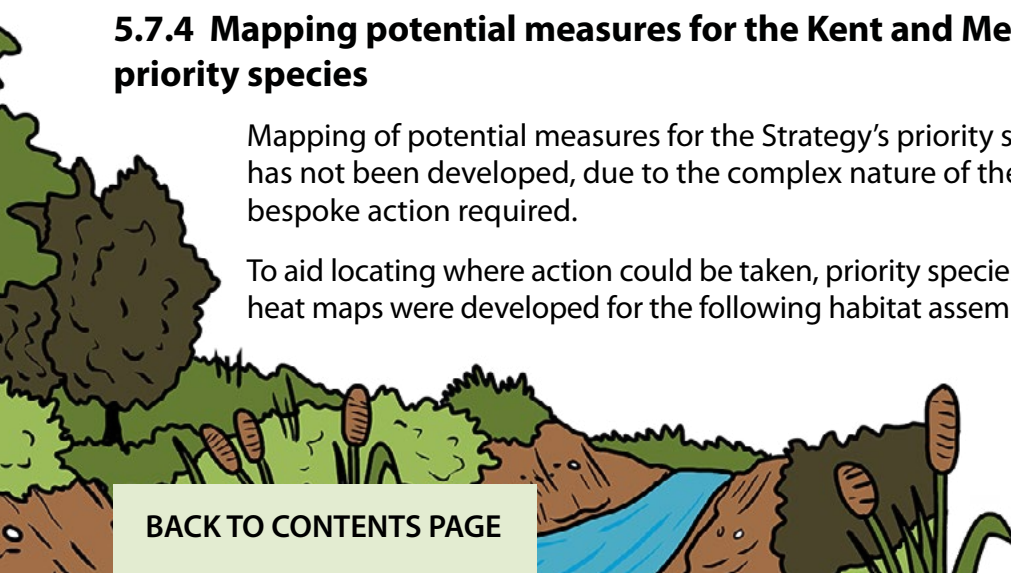 5.7.4 Mapping potential measures for the Kent and Me
priority species
Mapping of potential measures for the Strategy’s priority s
has not been developed, due to the complex nature of the
bespoke action required.
To aid locating where action could be taken, priority specie
heat maps were developed for the following habitat assem
BACK TO CONTENTS PAGE